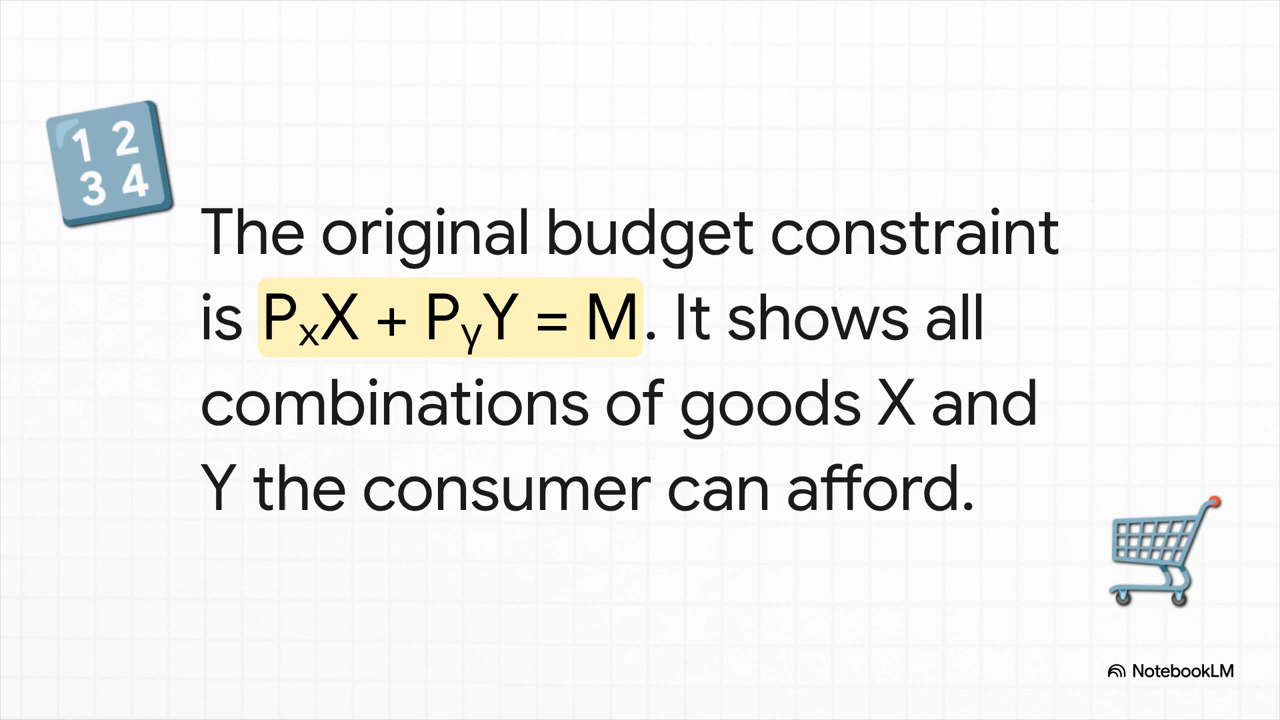 1 2
3 4
The original budget constraint
is PₓX + PᵧY = M. It shows all
combinations of goods X and
Y the consumer can afford.
NotebookLM